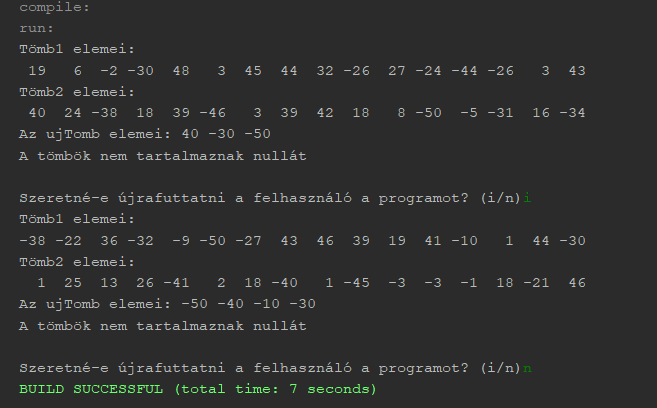 compile:
run:
Tömb1 elemei:
19 6 -2 -30 48 3 45 44 32 -26 27 -24 -44 -26 3 43
Tömb2 elemei:
40 24 -38 18 39 -46 3 39 42 18 8 -50 -5 -31 16 -34
Az ujTomb elemei: 40 -30 -50
A tömbök nem tartalmaznak nullát
Szeretné-e újrafuttatni a felhasználó a programot? (i/n)i
Tömb1 elemei:
-38 -22 36 -32 -9 -50 -27 43 46 39 19 41 -10 1 44 -30
Tömb2 elemei:
1 25 13 26 -41 2 18 -40 1 -45 -3 -3 -1 18 -21 46
Az ujTomb elemei: -50 -40 -10 -30
A tömbök nem tartalmaznak nullát
Szeretné-e újrafuttatni a felhasználó a programot? (i/n)n
BUILD SUCCESSFUL (total time: 7 seconds)